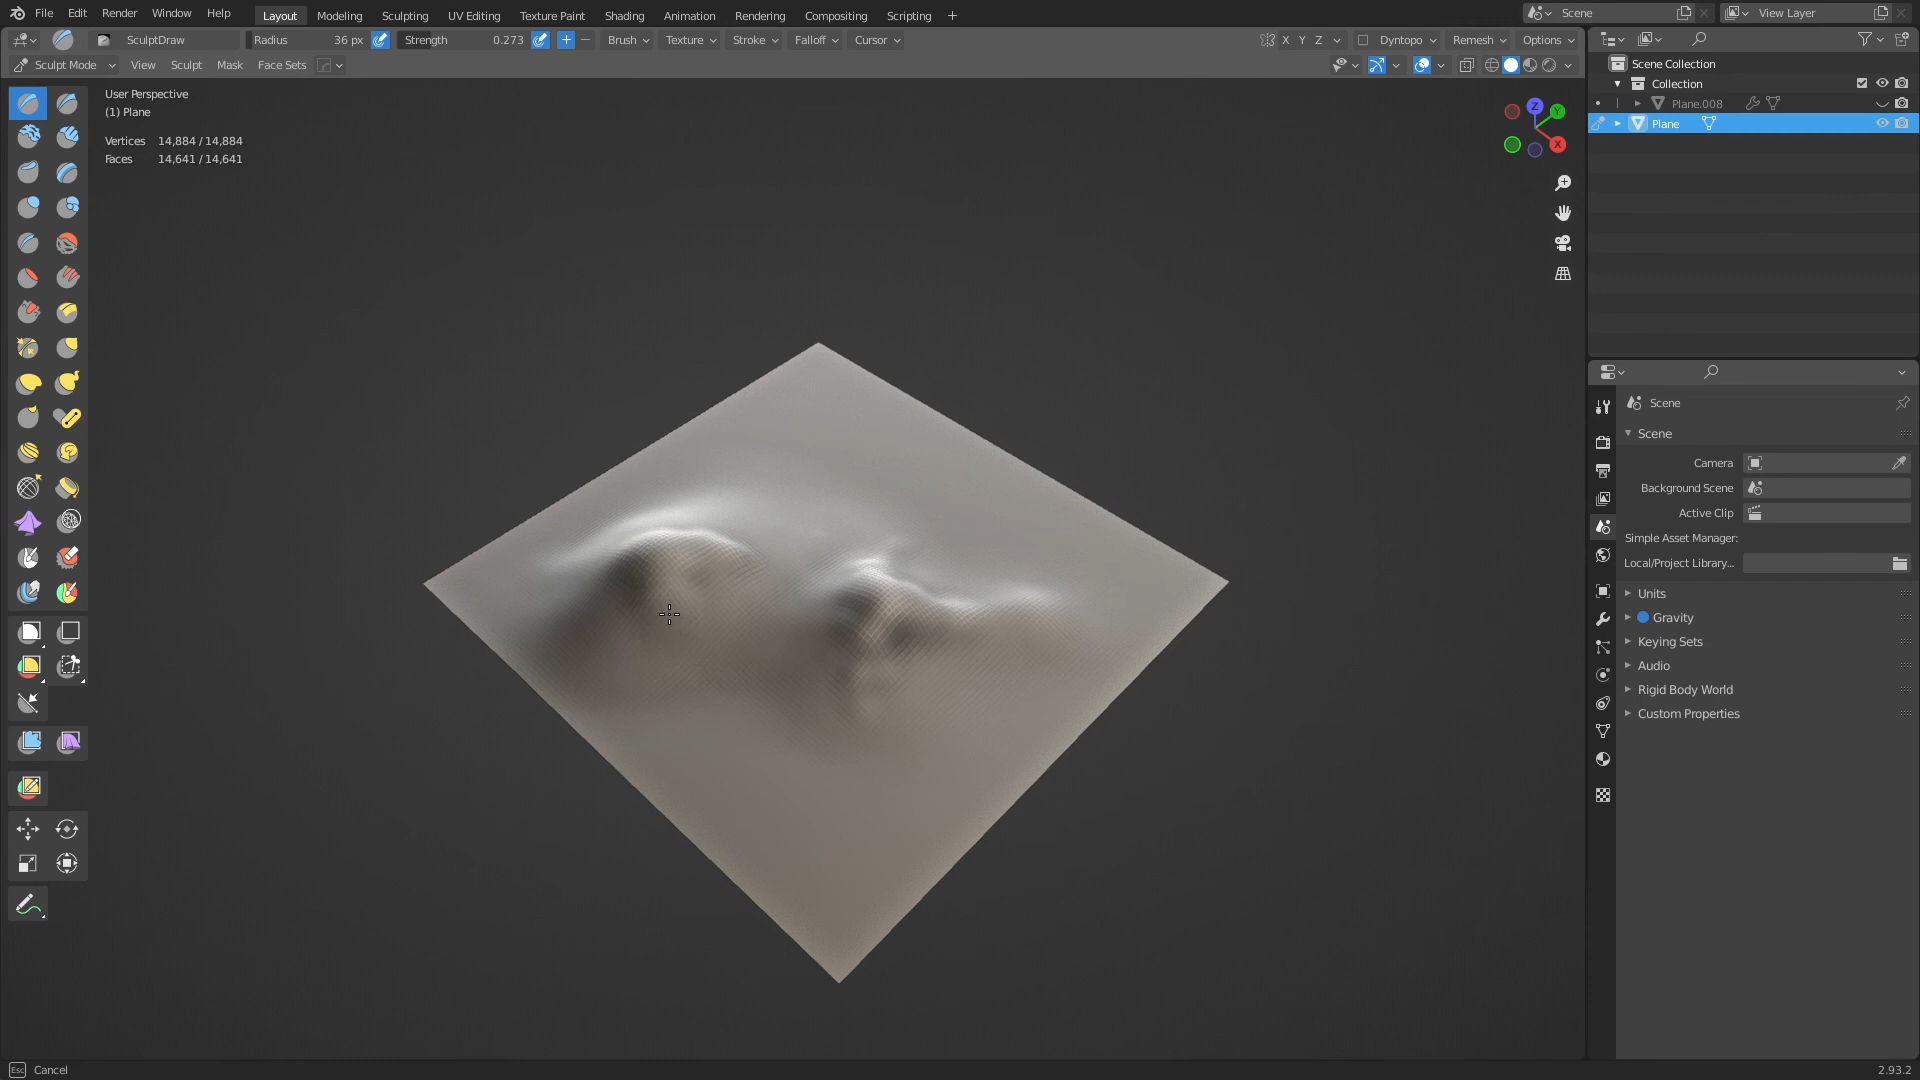 File Edit Render Window Help Layout Modeling Sculpting UV Editing Texture Paint Shading Animation Rendering Compositing Scripting + Scene View Layer
SculptDraw Radius 36 px Strength 0.273 + − Brush Texture Stroke Falloff Cursor X Y Z Dyntopo Remesh Options
Sculpt Mode View Sculpt Mask Face Sets
Scene Collection
Collection
Plane.008
Plane
User Perspective
(1) Plane
Vertices 14,884 / 14,884
Faces 14,641 / 14,641
Z
Y
X
Scene
Scene
Camera
Background Scene
Active Clip
Simple Asset Manager:
Local/Project Library...
Units
Gravity
Keying Sets
Audio
Rigid Body World
Custom Properties
Esc Cancel
2.93.2